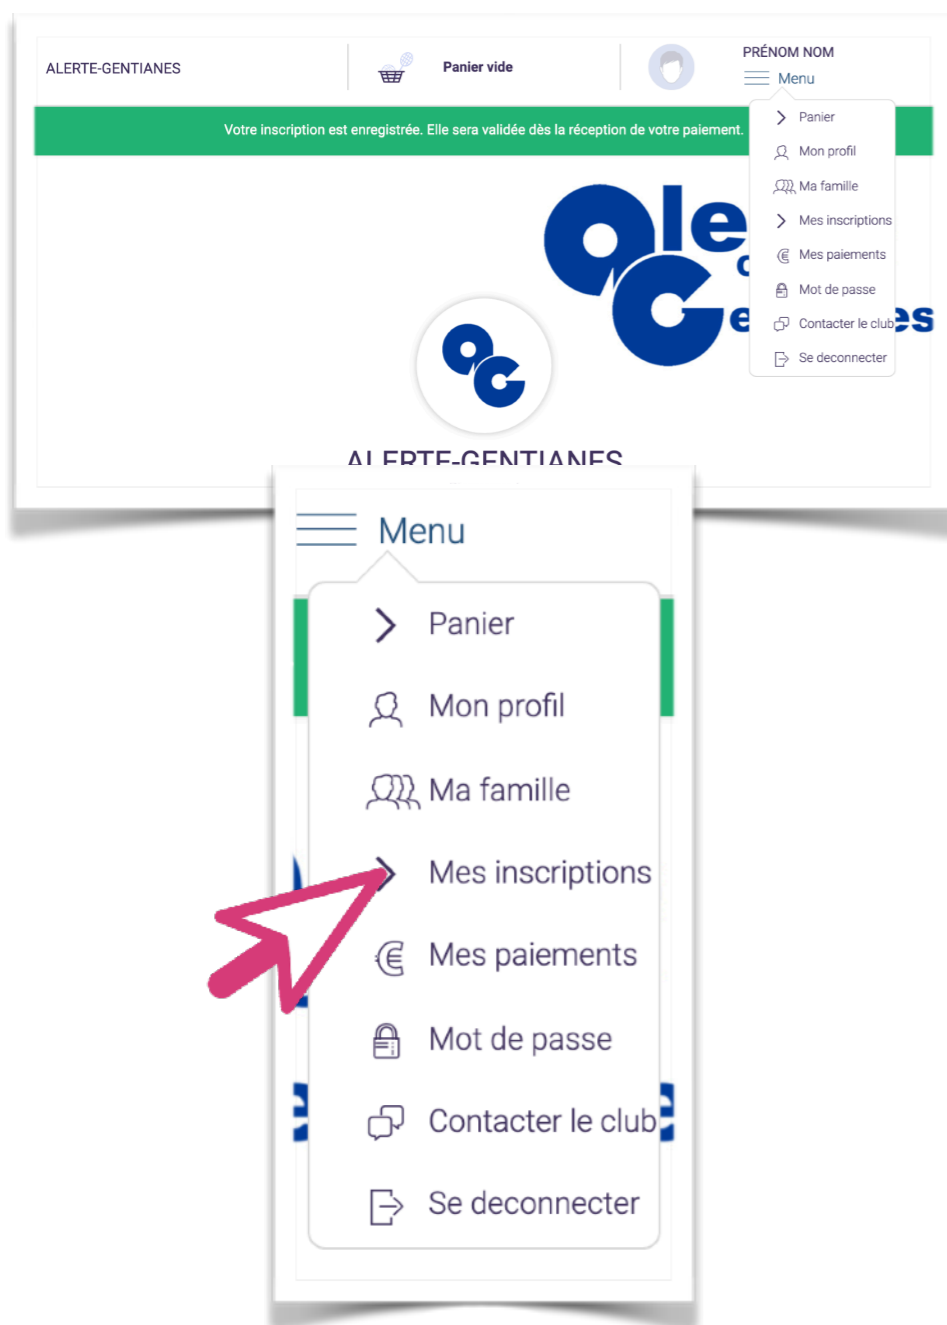 ALERTE-GENTIANES
Panier vide
PRÉNOM NOM
Menu
Votre inscription est enregistrée. Elle sera validée dès la réception de votre paiement.
Panier
Mon profil
Ma famille
Mes inscriptions
Mes paiements
Mot de passe
Contacter le club
Se deconnecter
ALERTE-GENTIANES
Menu
Panier
Mon profil
Ma famille
Mes inscriptions
Mes paiements
Mot de passe
Contacter le club
Se deconnecter